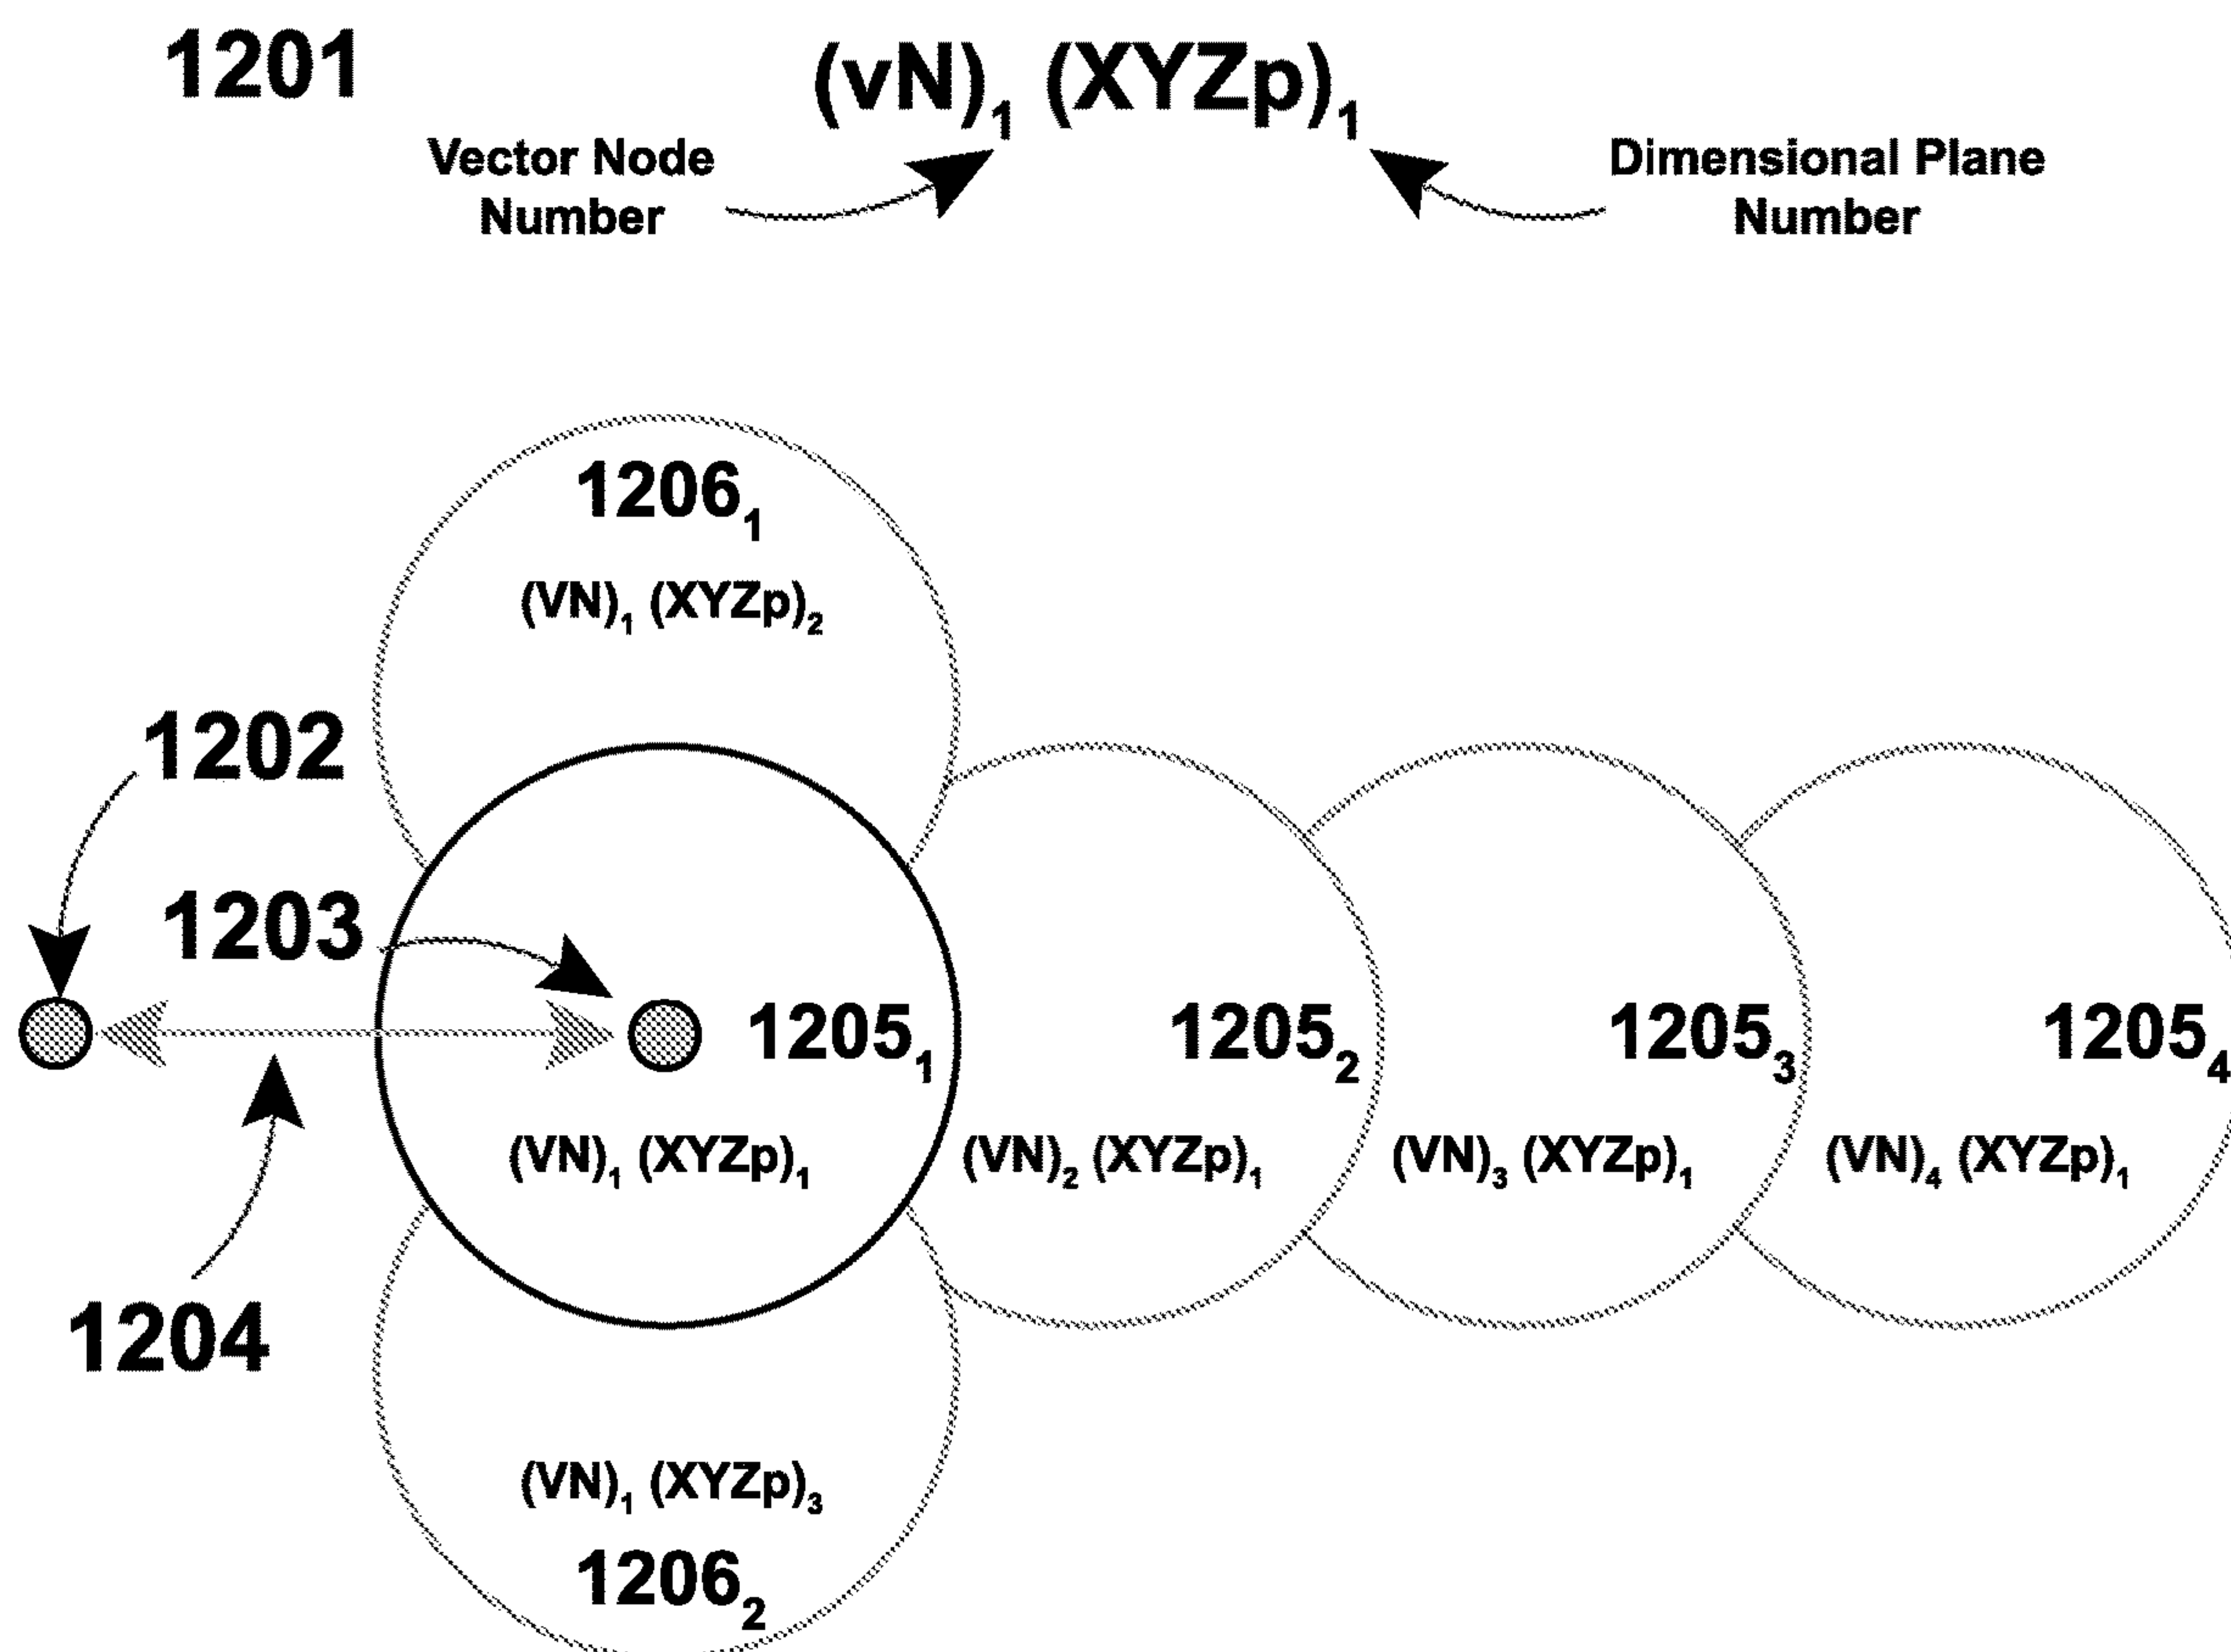 1201
(vN)₁ (XYZp)₁
Vector Node
Number
Dimensional Plane
Number
1206₁
(VN)₁ (XYZp)₂
1202
1203
1205₁
1205₂
1205₃
1205₄
(VN)₁ (XYZp)₁
(VN)₂ (XYZp)₁
(VN)₃ (XYZp)₁
(VN)₄ (XYZp)₁
1204
(VN)₁ (XYZp)₃
1206₂